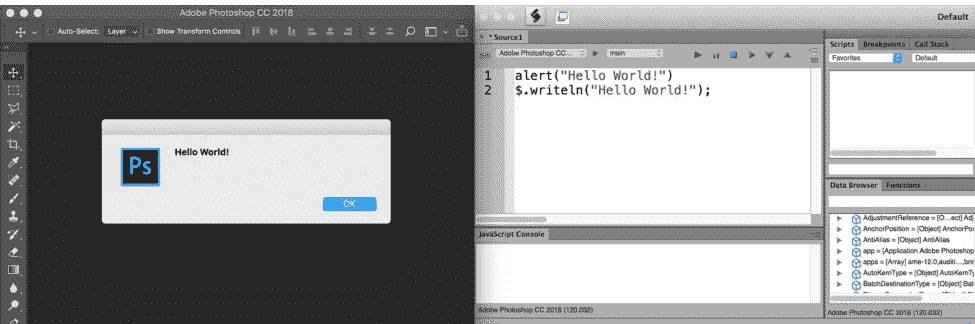 Adobe Photoshop CC 2018
Auto-Select: Layer Show Transform Controls
Ps
Hello World!
OK
Default
* Source1
Adobe Photoshop CC... main
1 alert("Hello World!")
2 $.writeln("Hello World!");
JavaScript Console
Adobe Photoshop CC 2018 (120.032)
Scripts Breakpoints Call Stack
Favorites Default
Data Browser Functions
AdjustmentReference = [O...ect] Adj
AnchorPosition = [Object] AnchorPos
AntiAlias = [Object] AntiAlias
app = [Application Adobe Photoshop
apps = [Array] ame-12.0,auditi...,brid
AutoKernType = [Object] AutoKernTy
BatchDestinationType = [Object] Bat
Adobe Photoshop CC 2018 (120.032)